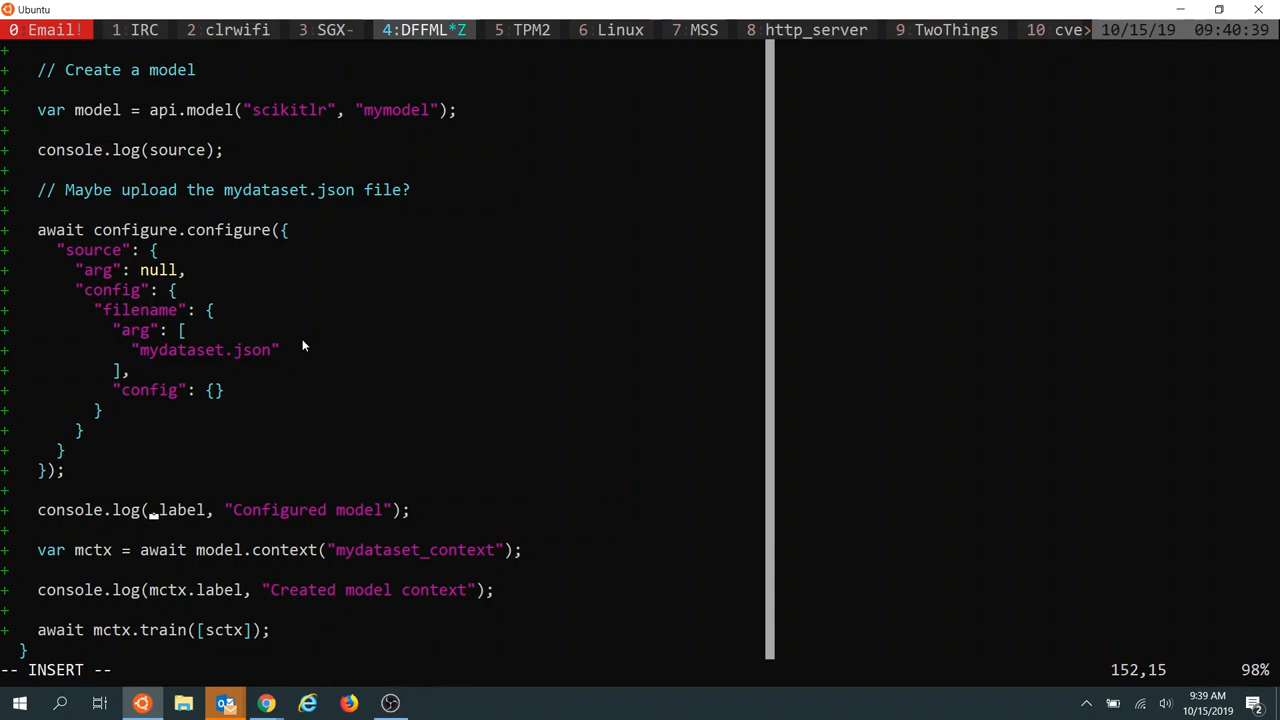 Ubuntu
0 Email! 1 IRC 2 clrwifi 3 SGX- 4:DFFML*Z 5 TPM2 6 Linux 7 MSS 8 http_server 9 TwoThings 10 cve> 10/15/19 09:40:39
+
+ // Create a model
+
+ var model = api.model("scikitlr", "mymodel");
+
+ console.log(source);
+
+ // Maybe upload the mydataset.json file?
+
+ await configure.configure({
+ "source": {
+ "arg": null,
+ "config": {
+ "filename": {
+ "arg": [
+ "mydataset.json"
+ ],
+ "config": {}
+ }
+ }
+ }
+ });
+
+ console.log(.label, "Configured model");
+
+ var mctx = await model.context("mydataset_context");
+
+ console.log(mctx.label, "Created model context");
+
+ await mctx.train([sctx]);
}
-- INSERT -- 152,15 98%
9:39 AM
10/15/2019
2